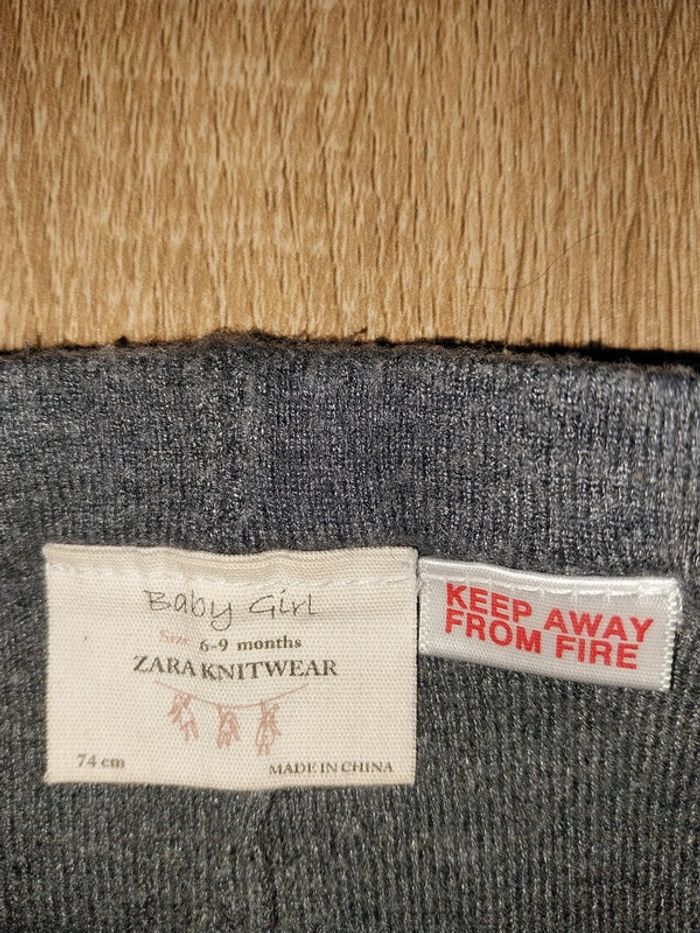 Baby Girl
Size 6-9 months
ZARA KNITWEAR
74 cm
MADE IN CHINA
KEEP AWAY
FROM FIRE